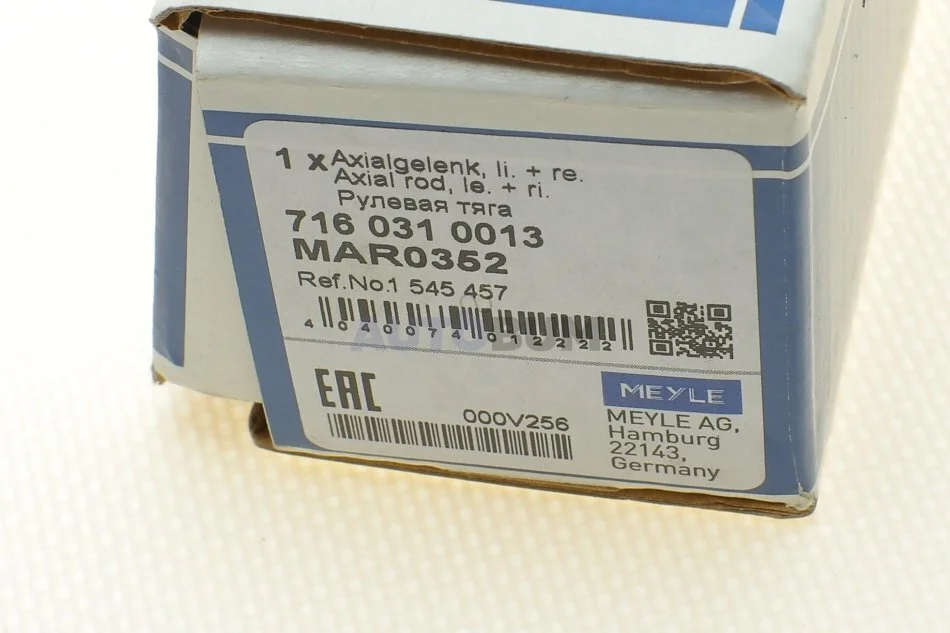 1 x Axialgelenk, li. + re.
Axial rod, le. + ri.
Рулевая тяга
716 031 0013
MAR0352
Ref.No.1 545 457
4 040074 012222
EAC
000V256
MEYLE
MEYLE AG,
Hamburg
22143,
Germany